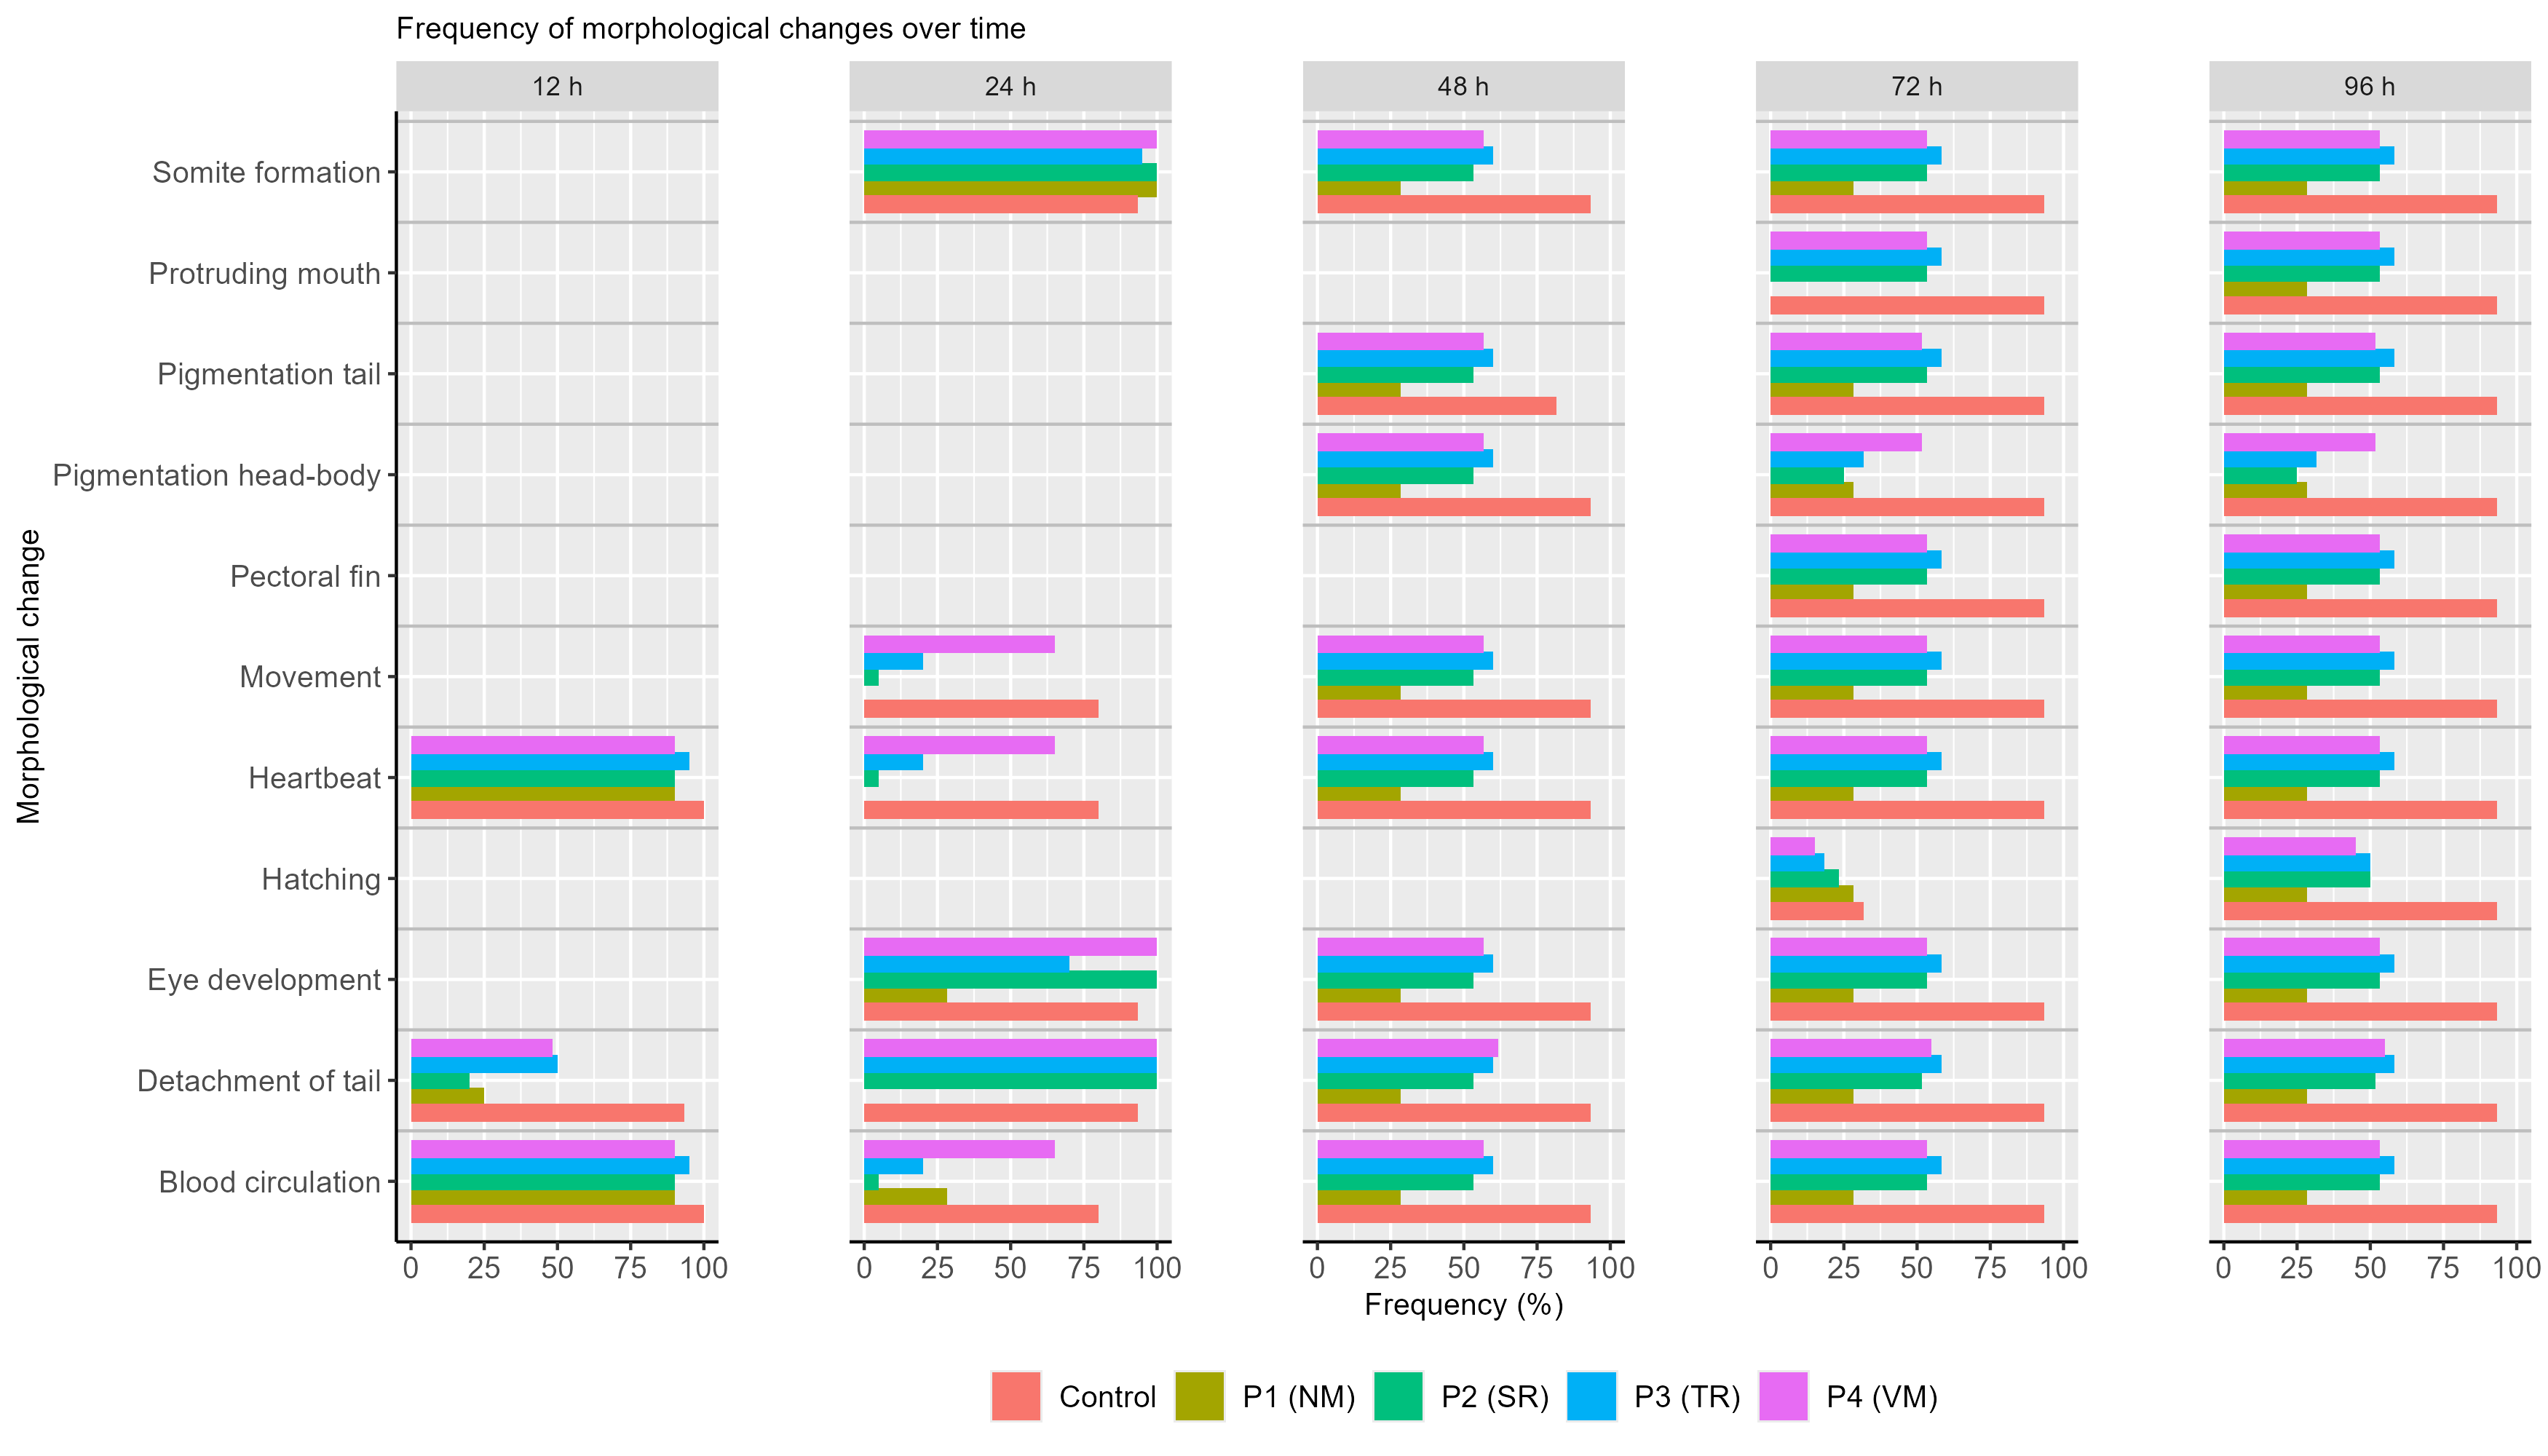 Frequency of morphological changes over time
12 h
24 h
48 h
72 h
96 h
Morphological change
Somite formation
Protruding mouth
Pigmentation tail
Pigmentation head-body
Pectoral fin
Movement
Heartbeat
Hatching
Eye development
Detachment of tail
Blood circulation
0 25 50 75 100
0 25 50 75 100
0 25 50 75 100
0 25 50 75 100
0 25 50 75 100
Frequency (%)
Control P1 (NM) P2 (SR) P3 (TR) P4 (VM)